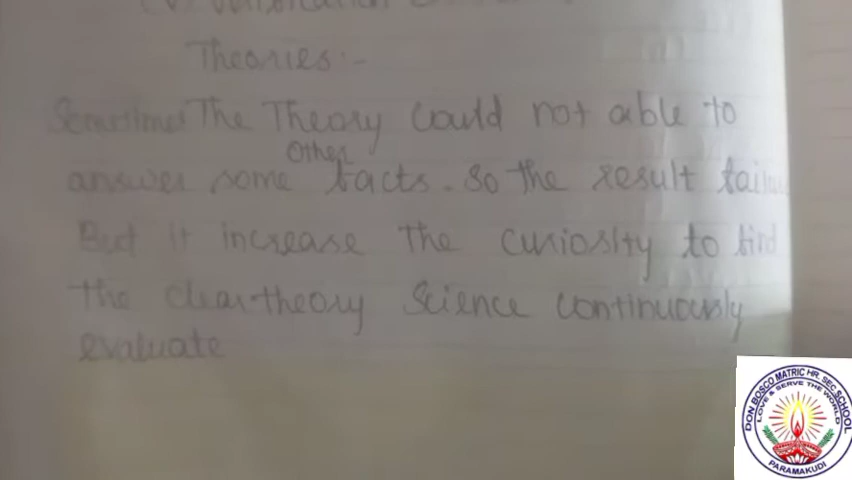 Theories :-
Sometimes The Theory could not able to
other
answer some facts. So the result failure
But it increase The curiosity to find
the clear theory Science continuously
evaluate
DON BOSCO MATRIC HR. SEC SCHOOL
LOVE & SERVE THE WORLD
PARAMAKUDI